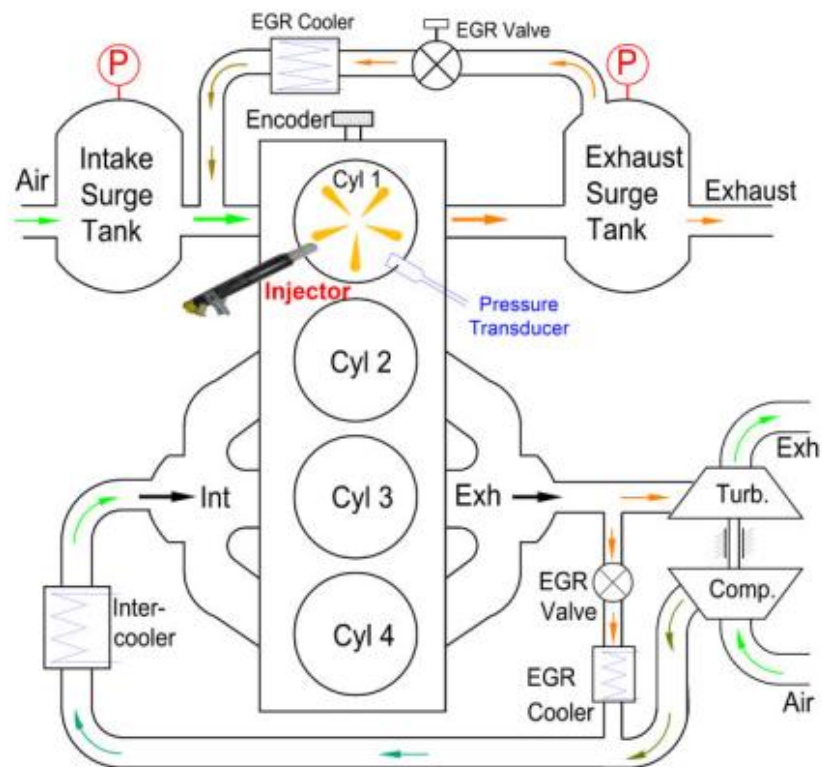 EGR Cooler
EGR Valve
P
P
Encoder
Intake
Surge
Tank
Cyl 1
Exhaust
Surge
Tank
Air
Exhaust
Injector
Pressure
Transducer
Cyl 2
Exh
Int
Cyl 3
Exh
Turb.
EGR
Valve
Comp.
Inter-
cooler
Cyl 4
EGR
Cooler
Air